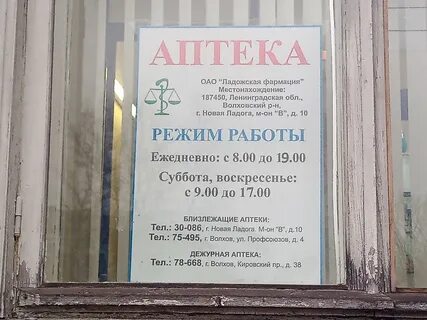 АПТЕКА
ОАО "Ладожская фармация"
Местонахождение:
187450, Ленинградская обл.,
Волховский р-н,
г. Новая Ладога, м-он "В", д. 10
РЕЖИМ РАБОТЫ
Ежедневно: с 8.00 до 19.00
Суббота, воскресенье:
с 9.00 до 17.00
БЛИЗЛЕЖАЩИЕ АПТЕКИ:
Тел.: 30-086, г. Новая Ладога. М-он "В", д.10
Тел.: 75-495, г. Волхов, ул. Профсоюзов, д. 4
ДЕЖУРНАЯ АПТЕКА:
Тел.: 78-668, г. Волхов, Кировский пр., д. 38